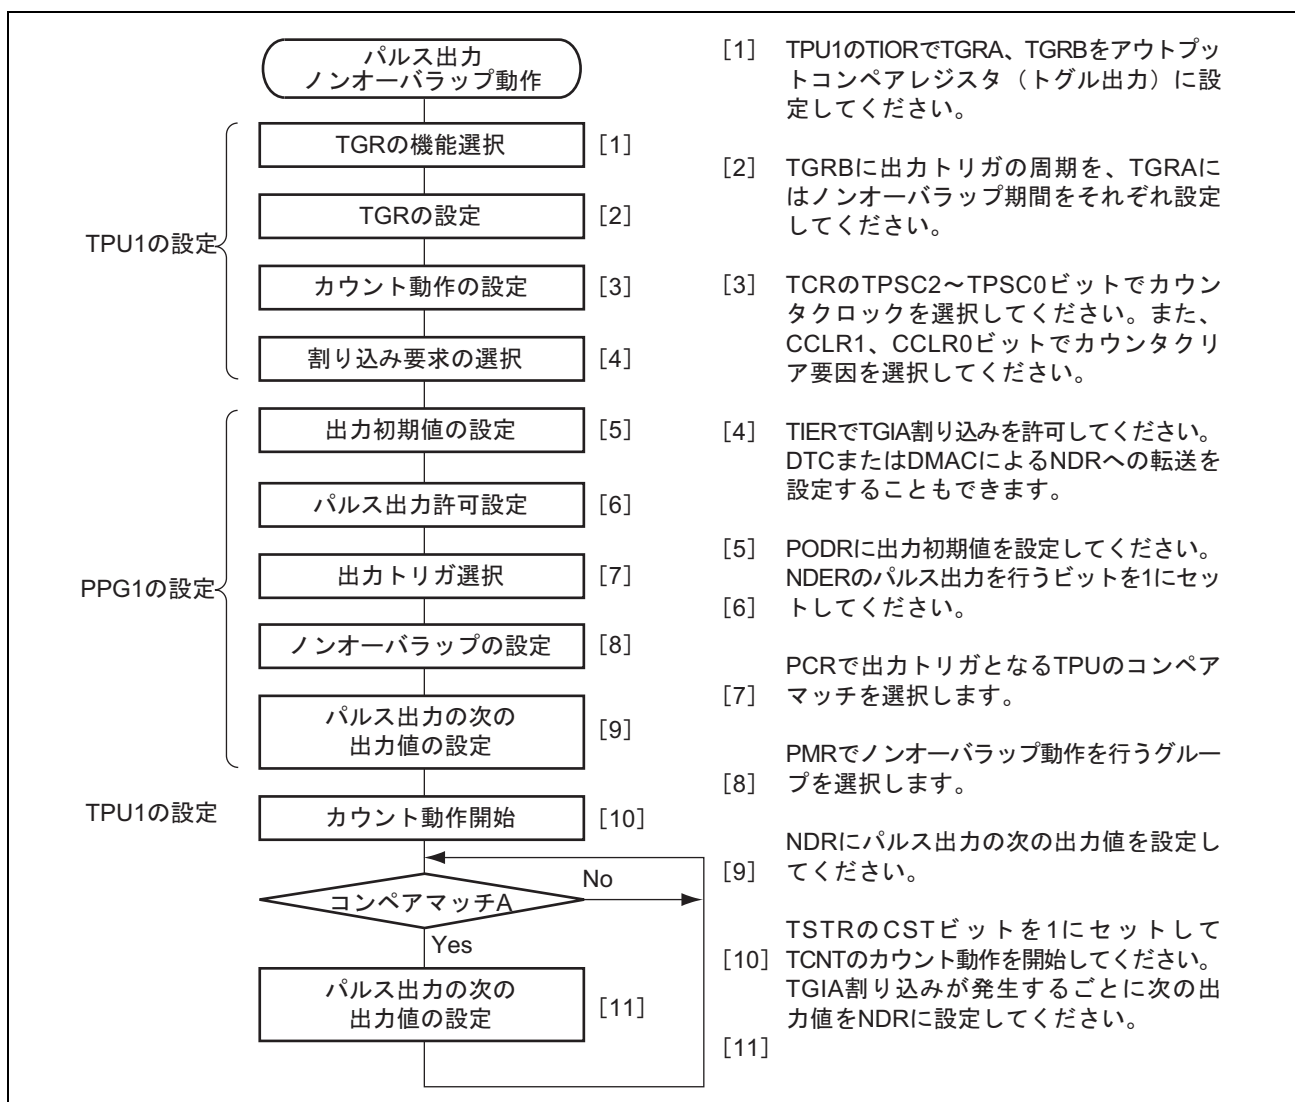 パルス出力
ノンオーバラップ動作
TPU1の設定
TGRの機能選択 [1]
TGRの設定 [2]
カウント動作の設定 [3]
割り込み要求の選択 [4]
PPG1の設定
出力初期値の設定 [5]
パルス出力許可設定 [6]
出力トリガ選択 [7]
ノンオーバラップの設定 [8]
パルス出力の次の
出力値の設定 [9]
TPU1の設定
カウント動作開始 [10]
コンペアマッチA
No
Yes
パルス出力の次の
出力値の設定 [11]
[1] TPU1のTIORでTGRA、TGRBをアウトプッ
トコンペアレジスタ（トグル出力）に設
定してください。
[2] TGRBに出力トリガの周期を、TGRAに
はノンオーバラップ期間をそれぞれ設定
してください。
[3] TCRのTPSC2～TPSC0ビットでカウン
タクロックを選択してください。また、
CCLR1、CCLR0ビットでカウンタクリ
ア要因を選択してください。
[4] TIERでTGIA割り込みを許可してください。
DTCまたはDMACによるNDRへの転送を
設定することもできます。
[5] PODRに出力初期値を設定してください。
NDERのパルス出力を行うビットを1にセッ
[6] トしてください。
PCRで出力トリガとなるTPUのコンペア
[7] マッチを選択します。
PMRでノンオーバラップ動作を行うグルー
[8] プを選択します。
NDRにパルス出力の次の出力値を設定し
[9] てください。
TSTRのCSTビットを1にセットして
[10] TCNTのカウント動作を開始してください。
TGIA割り込みが発生するごとに次の出
力値をNDRに設定してください。
[11]